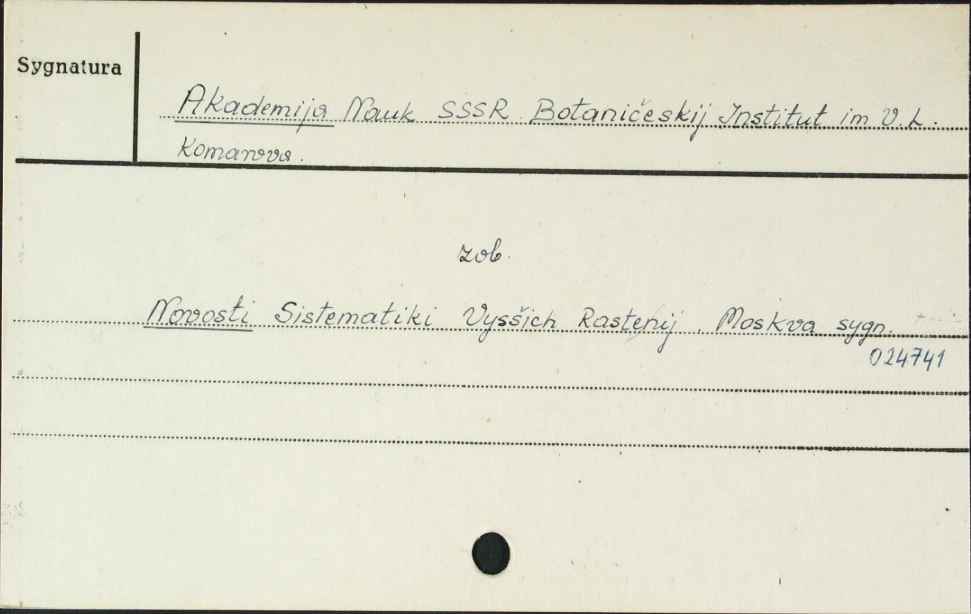 Sygnatura
Akademija Nauk SSSR Botaničeskij Institut im V. L.
Komarova.
zob.
Novosti Sistematiki Vysšich Rastenij. Moskva sygn.
024741